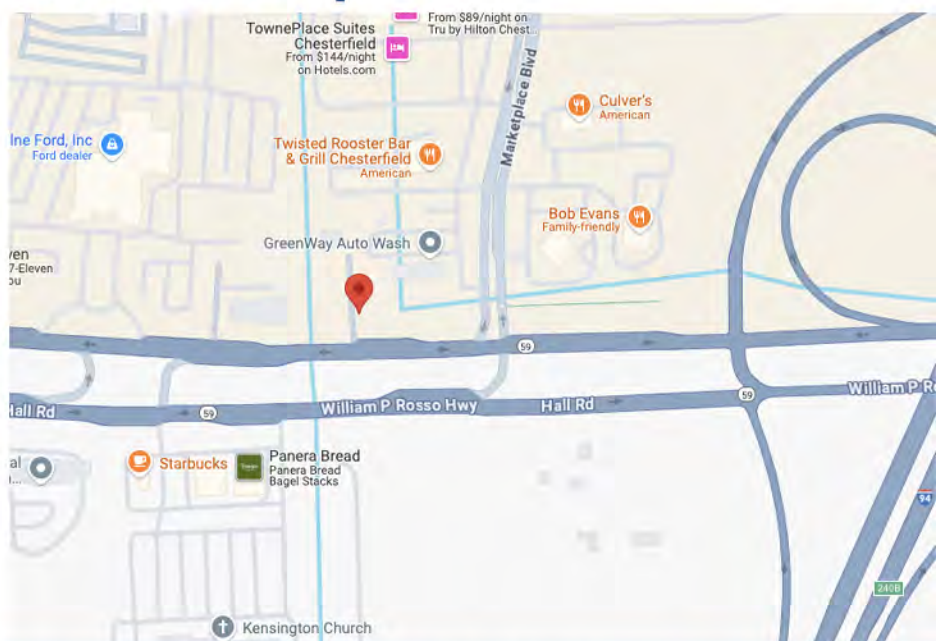 TownePlace Suites
Chesterfield
From $144/night
on Hotels.com
From $89/night on
Tru by Hilton Chest...
Marketplace Blvd
Culver's
American
lne Ford, Inc
Ford dealer
Twisted Rooster Bar
& Grill Chesterfield
American
Bob Evans
Family-friendly
GreenWay Auto Wash
ven
7-Eleven
ou
59
59
William P Ro
Hall Rd
59
William P Rosso Hwy
Hall Rd
Starbucks
Panera Bread
Panera Bread
Bagel Stacks
al
94
240B
Kensington Church